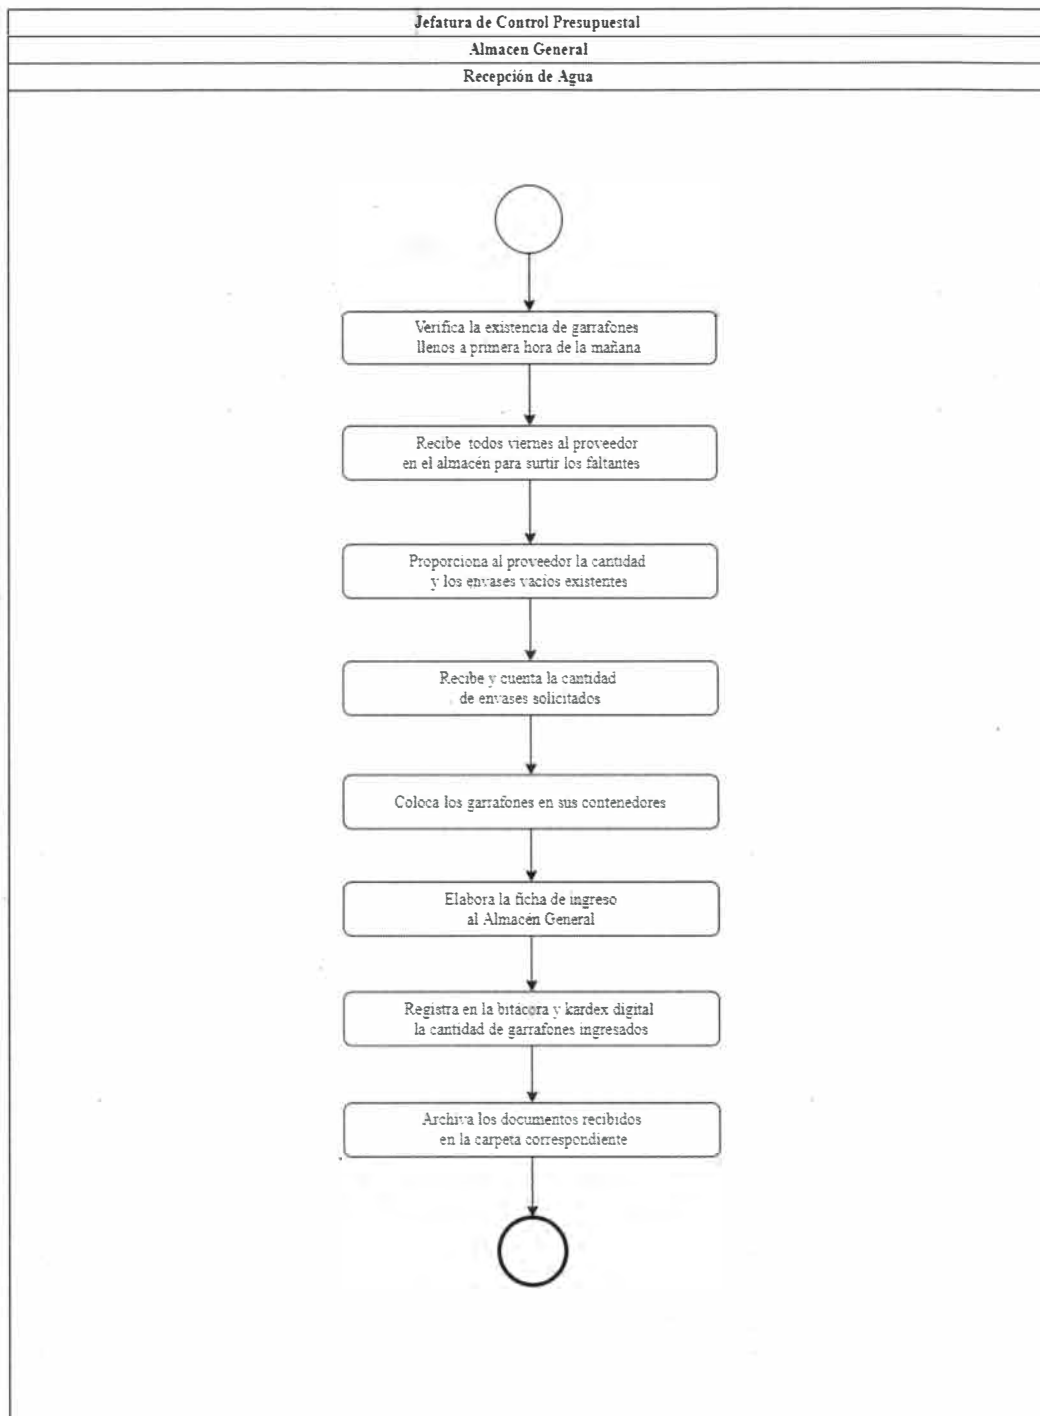 Jefatura de Control Presupuestal
Almacen General
Recepción de Agua
Verifica la existencia de garrafones
llenos a primera hora de la mañana
Recibe todos viernes al proveedor
en el almacén para surtir los faltantes
Proporciona al proveedor la cantidad
y los envases vacios existentes
Recibe y cuenta la cantidad
de envases solicitados
Coloca los garrafones en sus contenedores
Elabora la ficha de ingreso
al Almacén General
Registra en la bitácora y kardex digital
la cantidad de garrafones ingresados
Archiva los documentos recibidos
en la carpeta correspondiente